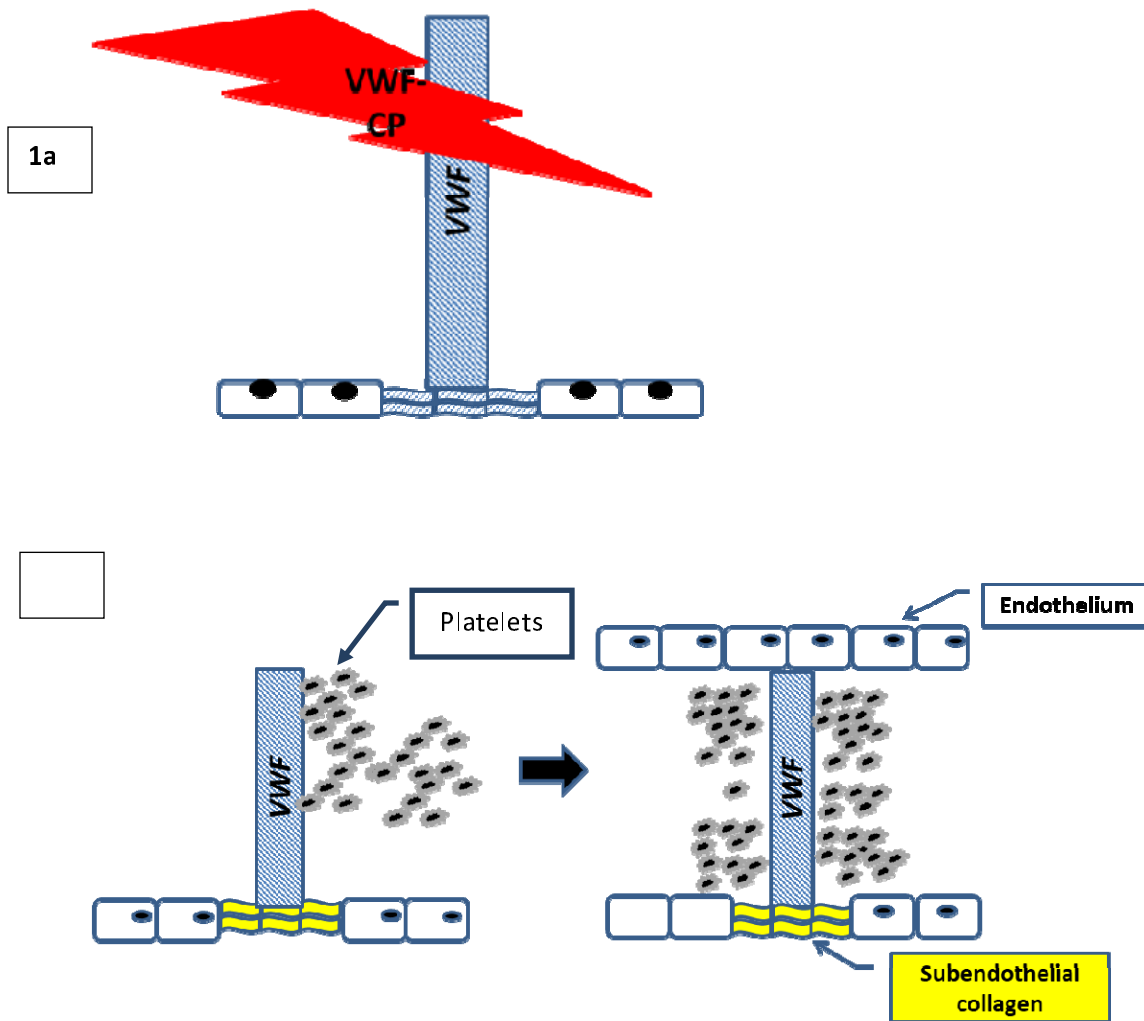 VWF-
CP
1a
VWF
Platelets
Endothelium
VWF
VWF
Subendothelial
collagen